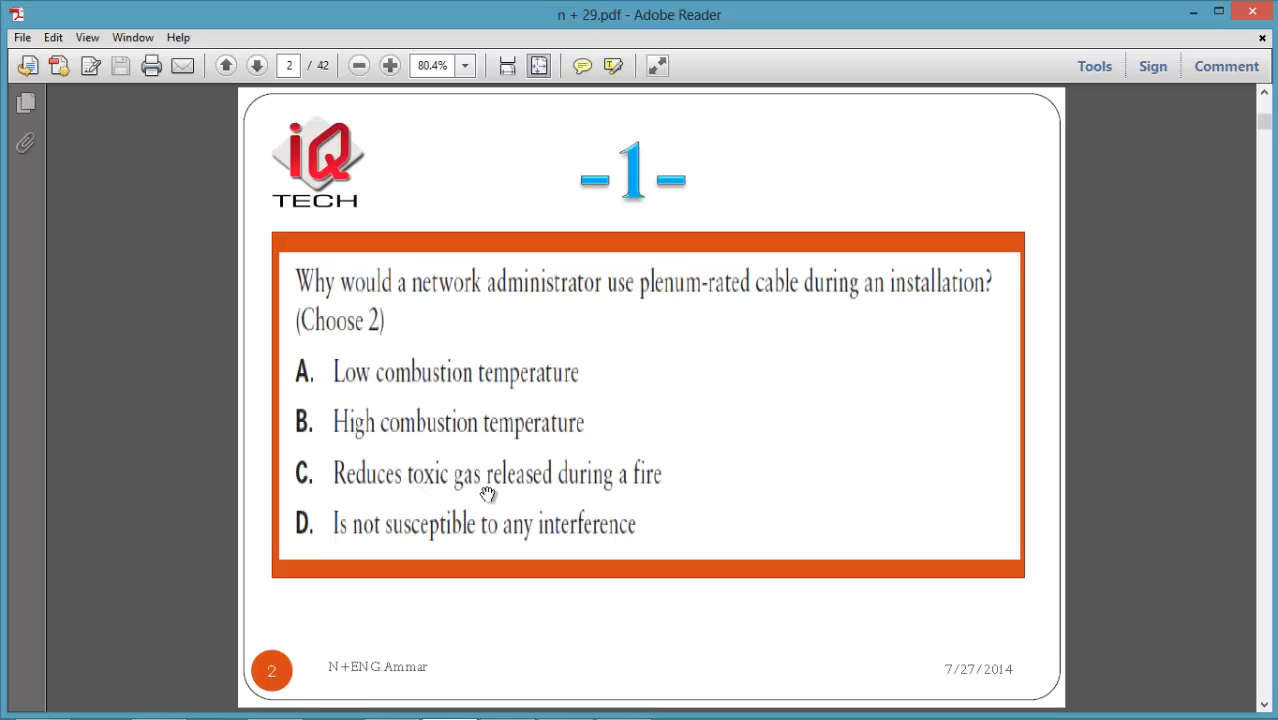 n + 29.pdf - Adobe Reader
File Edit View Window Help
2 / 42 80.4% Tools Sign Comment
iQ
TECH
-1-
Why would a network administrator use plenum-rated cable during an installation?
(Choose 2)
A. Low combustion temperature
B. High combustion temperature
C. Reduces toxic gas released during a fire
D. Is not susceptible to any interference
2 N+ENG.Ammar 7/27/2014